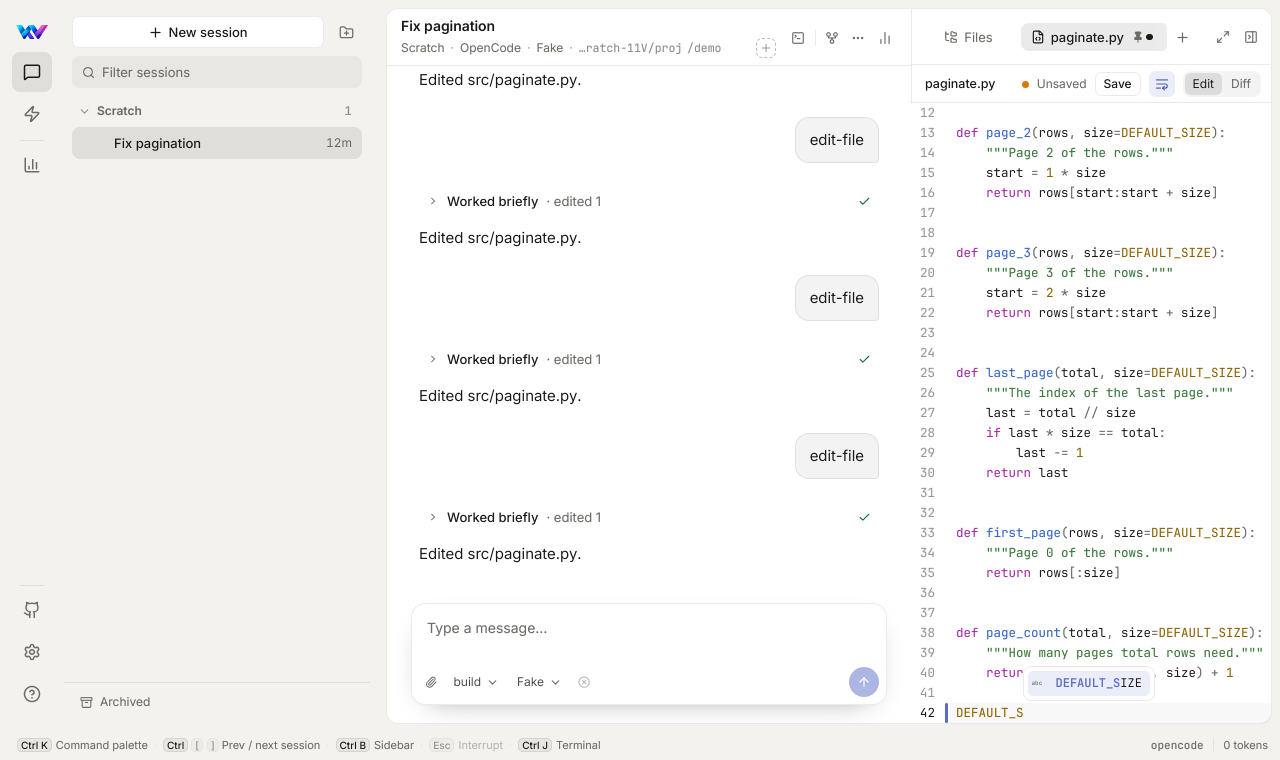 New session
Filter sessions
Scratch 1
Fix pagination 12m
Archived
Fix pagination
Scratch · OpenCode · Fake · …ratch-11V/proj /demo
Edited src/paginate.py.
edit-file
Worked briefly · edited 1
Edited src/paginate.py.
edit-file
Worked briefly · edited 1
Edited src/paginate.py.
edit-file
Worked briefly · edited 1
Edited src/paginate.py.
Type a message…
build Fake
Files paginate.py
paginate.py Unsaved Save Edit Diff
12
13 def page_2(rows, size=DEFAULT_SIZE):
14 """Page 2 of the rows."""
15 start = 1 * size
16 return rows[start:start + size]
17
18
19 def page_3(rows, size=DEFAULT_SIZE):
20 """Page 3 of the rows."""
21 start = 2 * size
22 return rows[start:start + size]
23
24
25 def last_page(total, size=DEFAULT_SIZE):
26 """The index of the last page."""
27 last = total // size
28 if last * size == total:
29 last -= 1
30 return last
31
32
33 def first_page(rows, size=DEFAULT_SIZE):
34 """Page 0 of the rows."""
35 return rows[:size]
36
37
38 def page_count(total, size=DEFAULT_SIZE):
39 """How many pages total rows need."""
40 retur size) + 1
abc DEFAULT_SIZE
41
42 DEFAULT_S
Ctrl K Command palette Ctrl [ ] Prev / next session Ctrl B Sidebar Esc Interrupt Ctrl J Terminal opencode 0 tokens